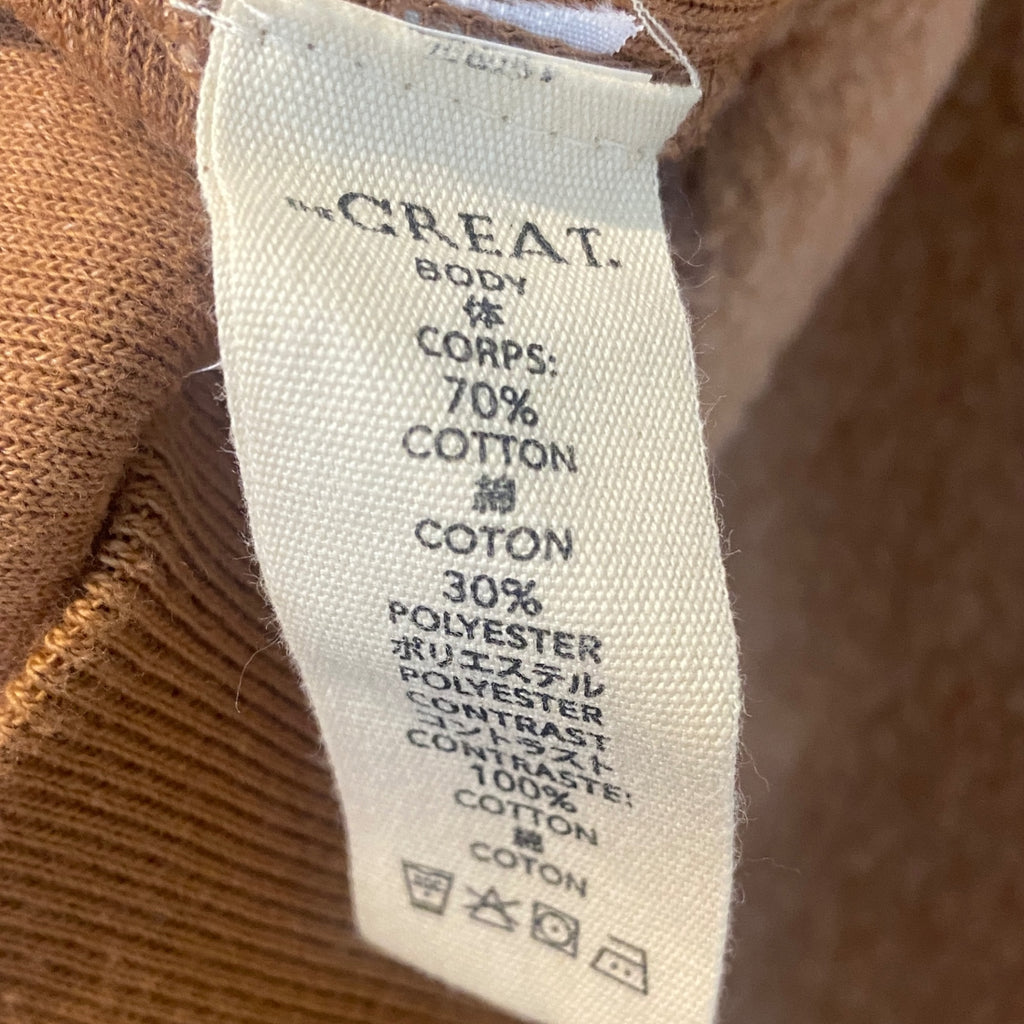 THE GREAT.
BODY
体
CORPS:
70%
COTTON
綿
COTON
30%
POLYESTER
ポリエステル
POLYESTER
CONTRAST
コントラスト
CONTRASTE:
100%
COTTON
綿
COTON